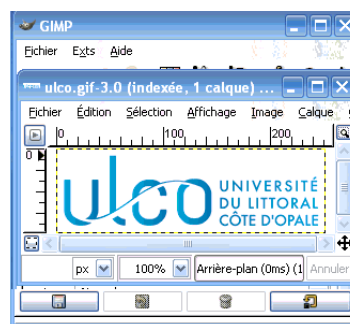 GIMP
Fichier Exts Aide
ulco.gif-3.0 (indexée, 1 calque) ...
Fichier Édition Sélection Affichage Image Calque
0 100 200
0
ulco
UNIVERSITÉ
DU LITTORAL
CÔTE D'OPALE
px 100% Arrière-plan (0ms) (1 Annuler